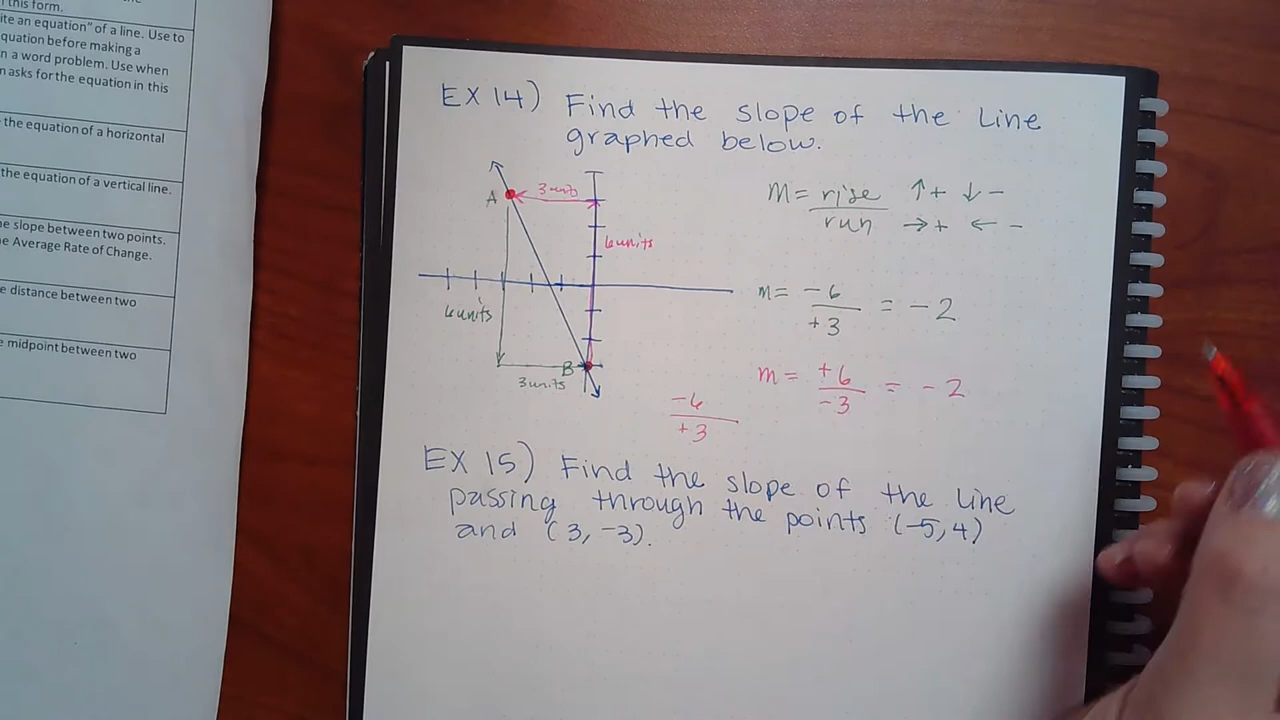 this form.
ite an equation" of a line. Use to
quation before making a
n a word problem. Use when
n asks for the equation in this
the equation of a horizontal
the equation of a vertical line.
e slope between two points.
e Average Rate of Change.
e distance between two
e midpoint between two
EX 14) Find the slope of the line
graphed below.
A
3 units
6 units
6 units
B
3 units
m = rise ↑ + ↓ −
run → + ← −
m = −6 = −2
+3
m = +6 = −2
−3
−6
+3
EX 15) Find the slope of the line
passing through the points (−5, 4)
and (3, −3).